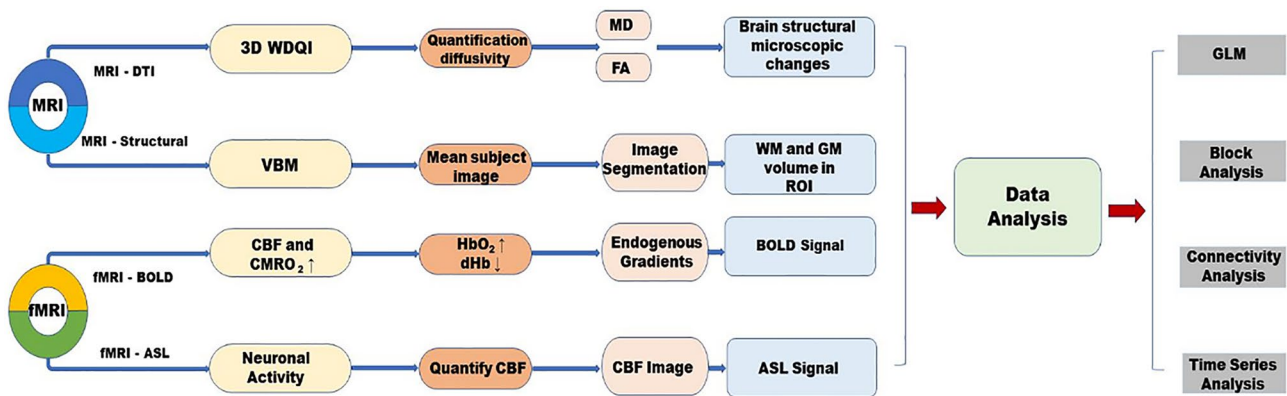 MRI
MRI - DTI
3D WDQI
Quantification
diffusivity
MD
FA
Brain structural
microscopic
changes
MRI - Structural
VBM
Mean subject
image
Image
Segmentation
WM and GM
volume in
ROI
fMRI
fMRI - BOLD
CBF and
CMRO₂ ↑
HbO₂ ↑
dHb ↓
Endogenous
Gradients
BOLD Signal
fMRI - ASL
Neuronal
Activity
Quantify CBF
CBF Image
ASL Signal
Data
Analysis
GLM
Block
Analysis
Connectivity
Analysis
Time Series
Analysis